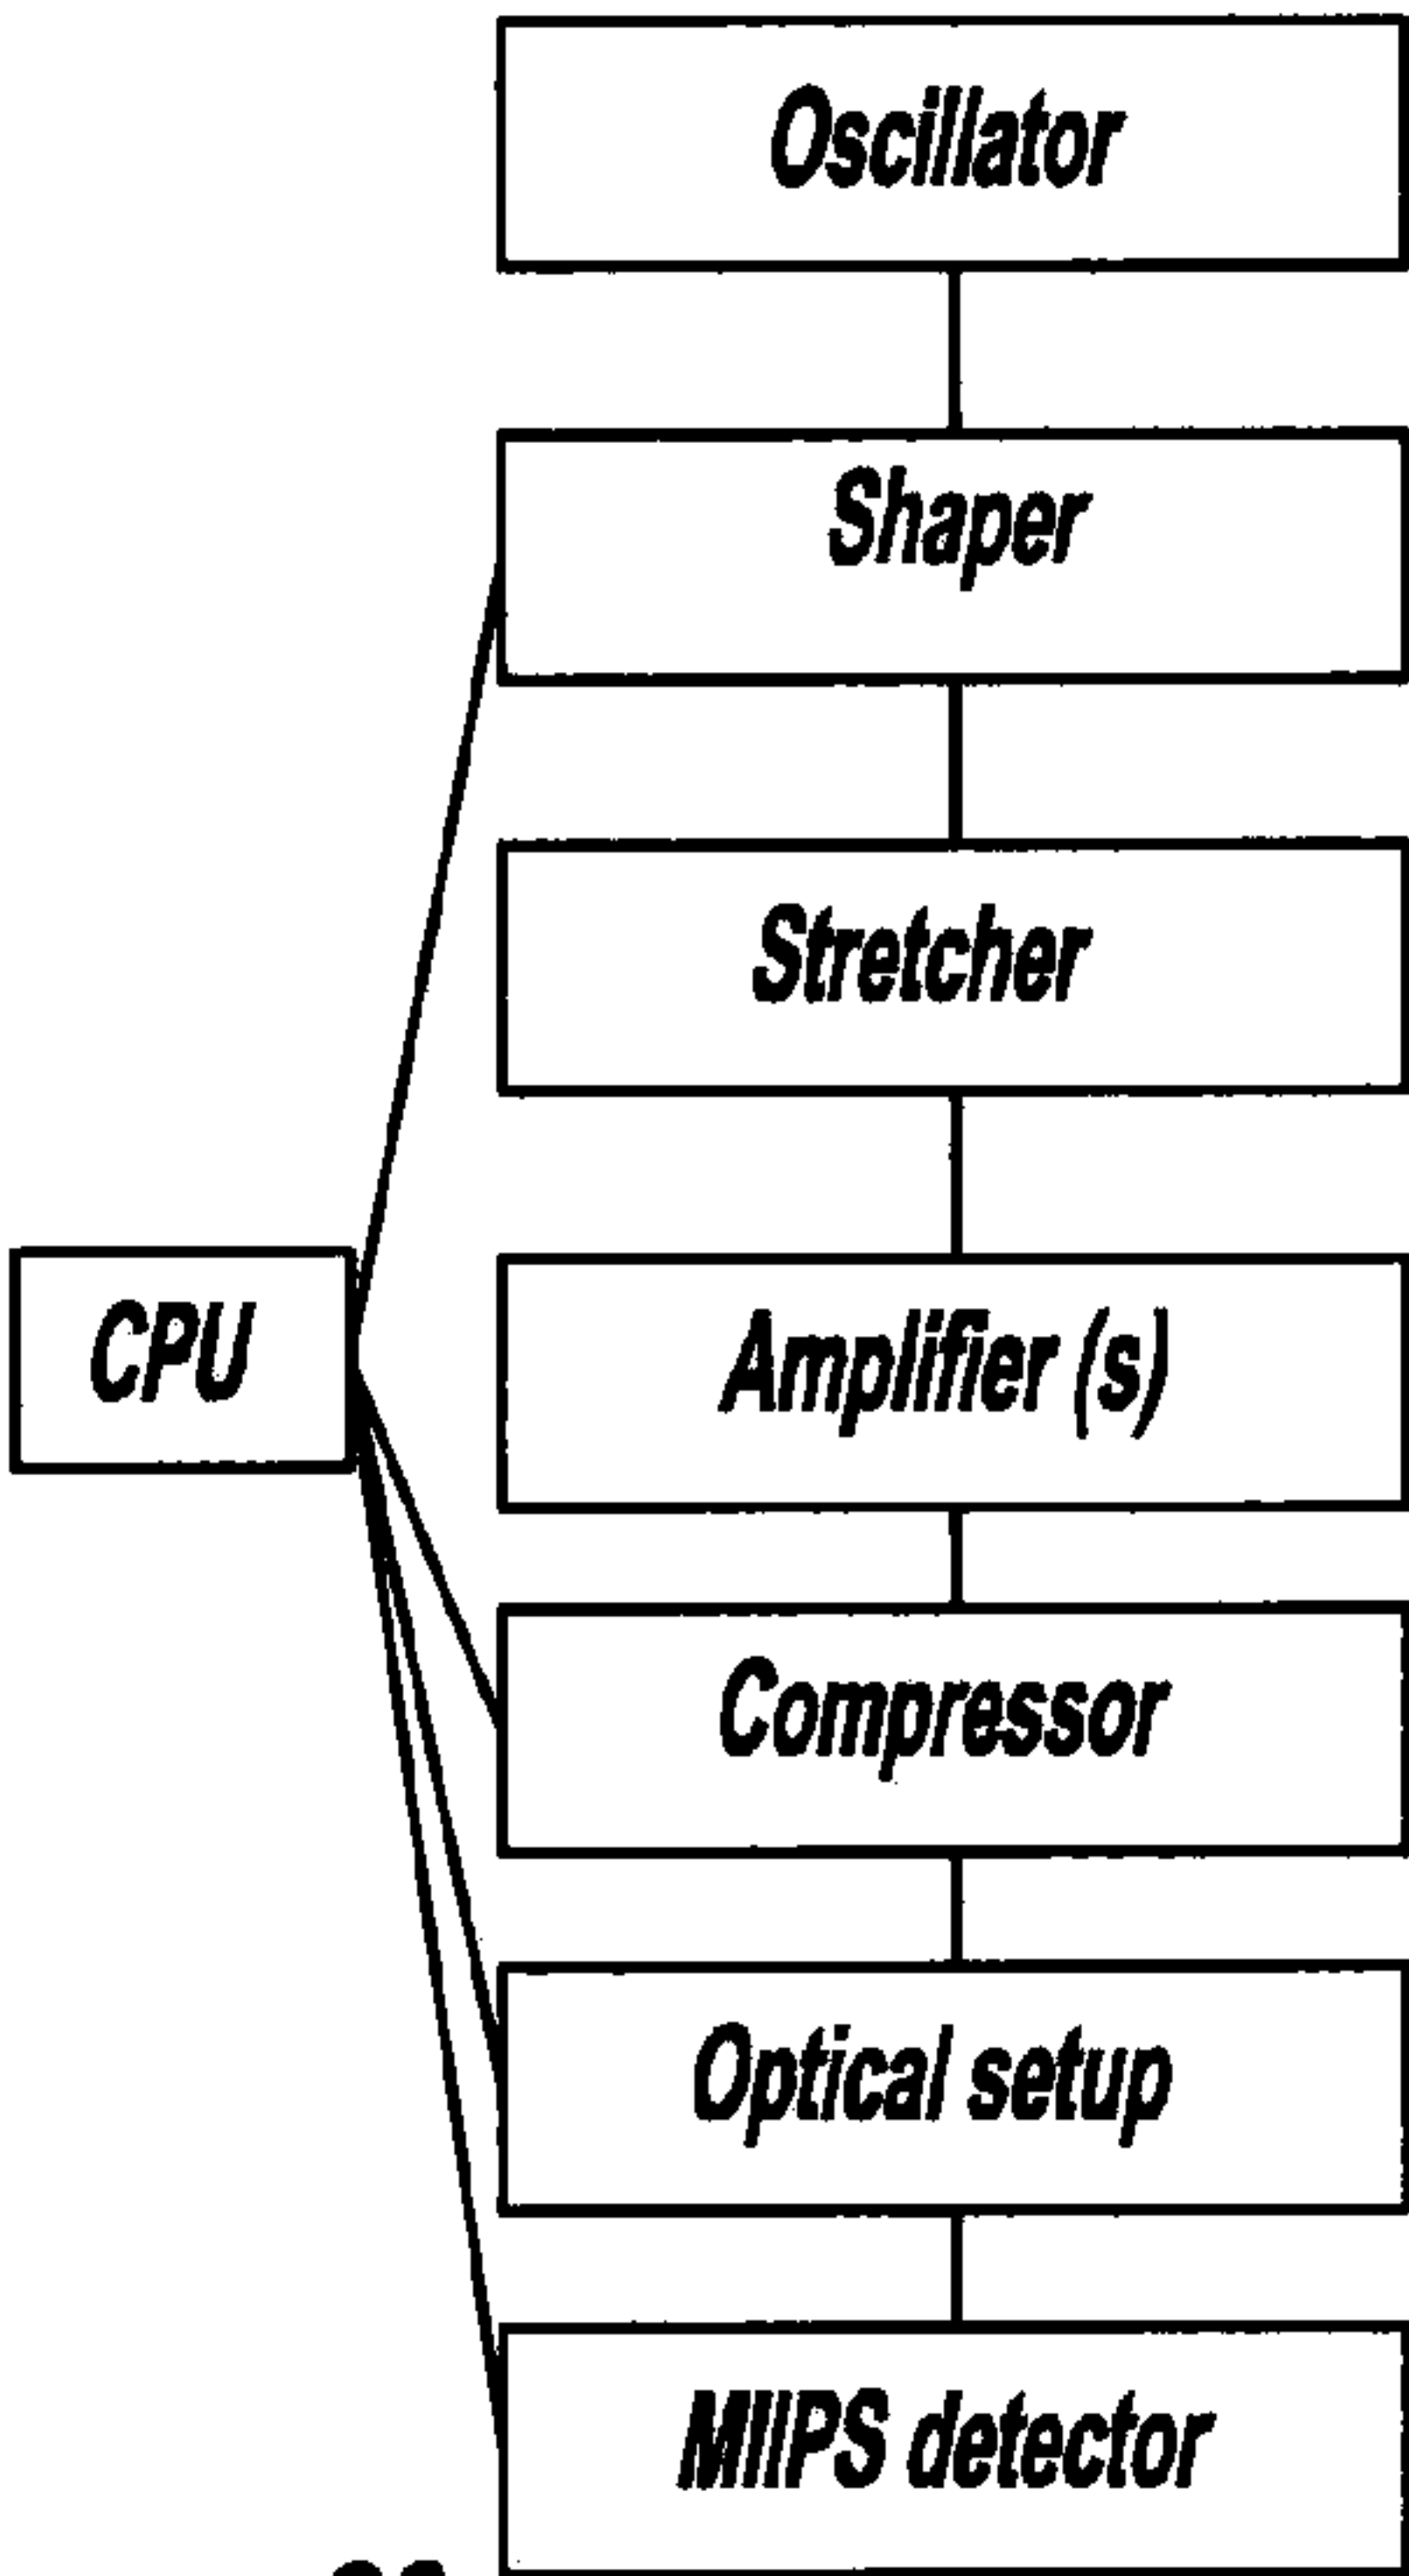 Oscillator
Shaper
Stretcher
CPU
Amplifier (s)
Compressor
Optical setup
MIIPS detector